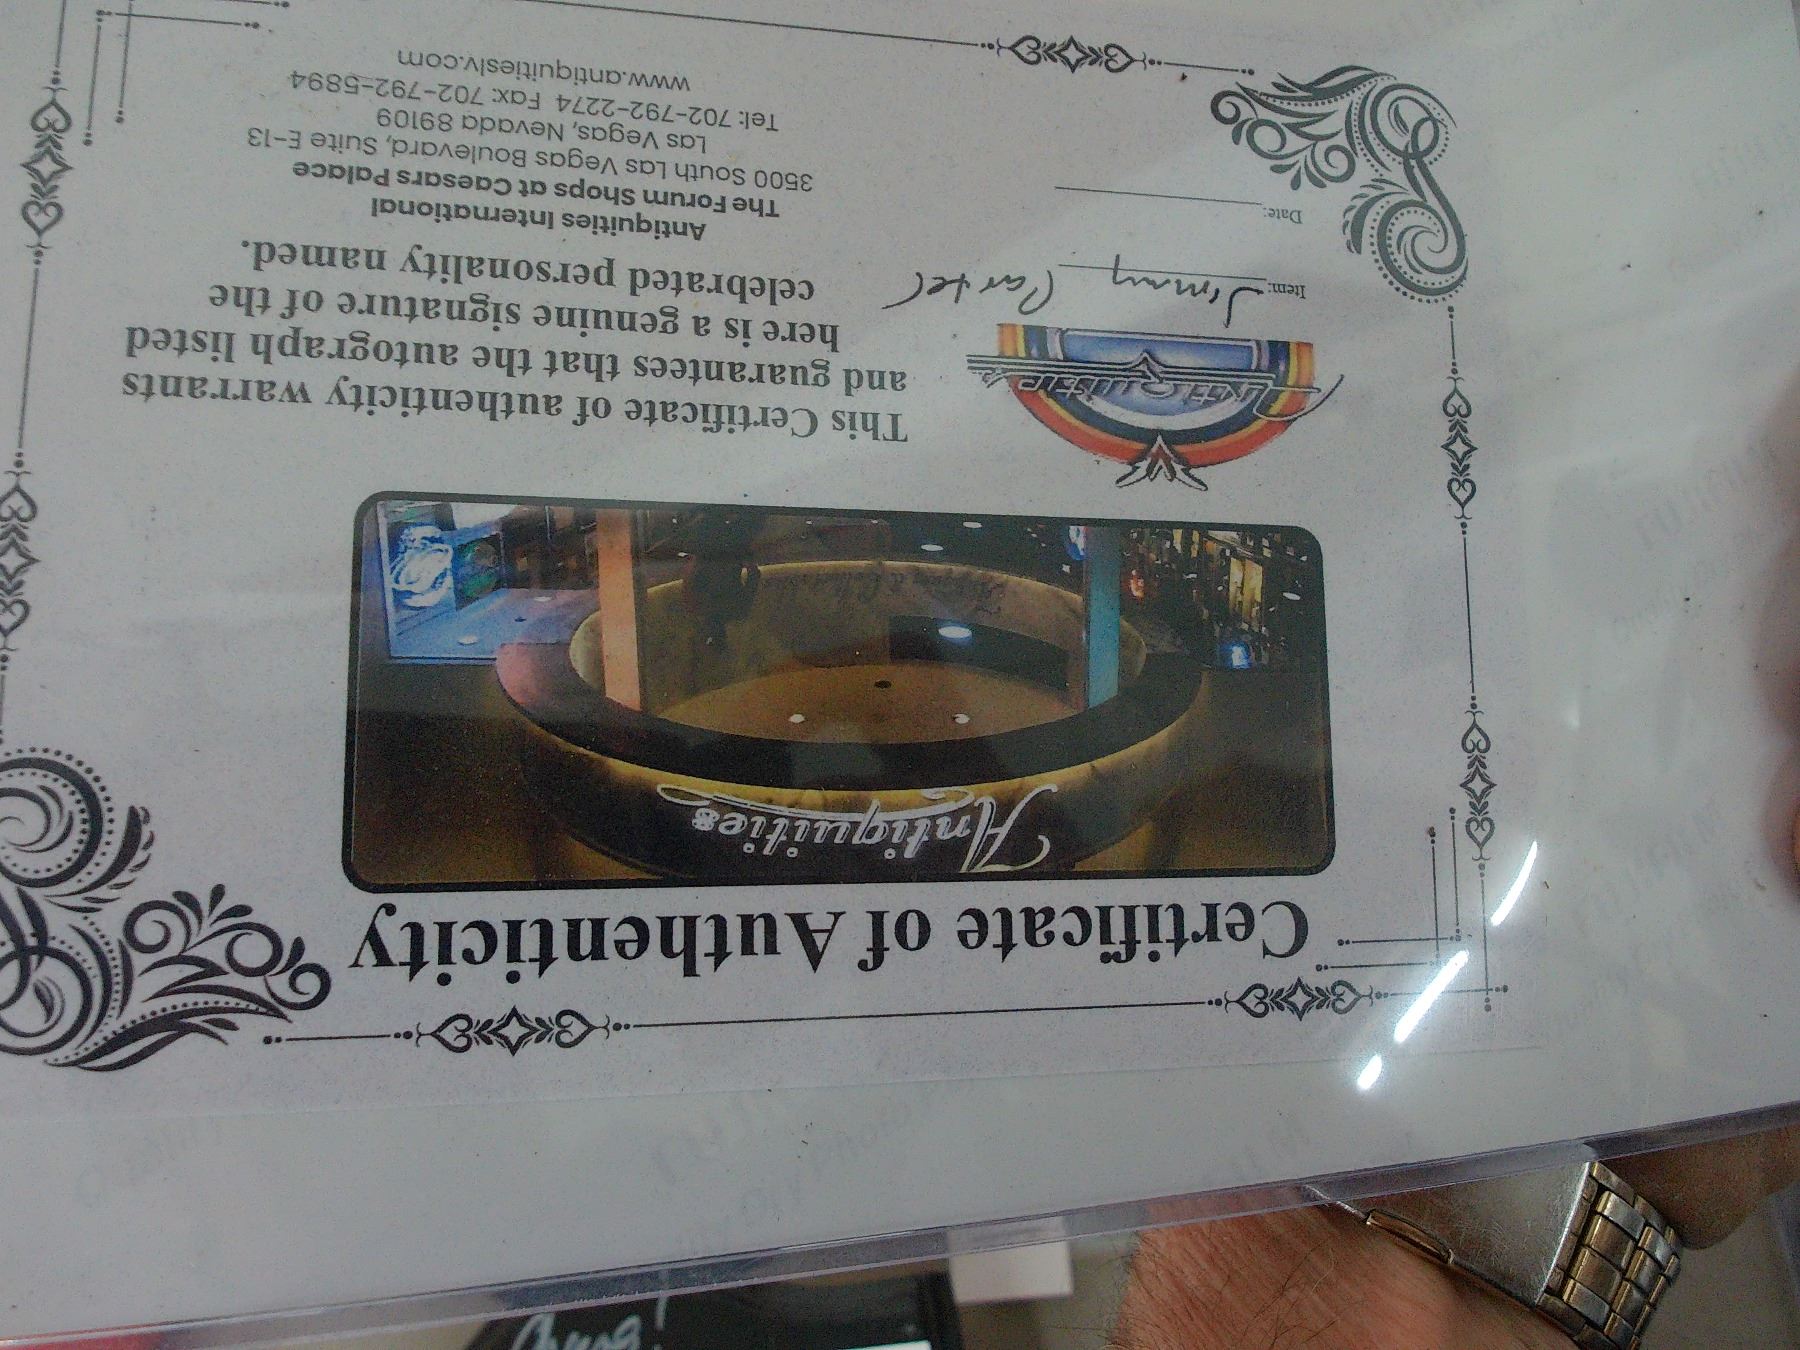 Certificate of Authenticity
Antiquities
This Certificate of authenticity warrants
and guarantees that the autograph listed
here is a genuine signature of the
celebrated personality named.
Antiquities
Item: Jimmy Carter
Date:
Antiquities International
The Forum Shops at Caesars Palace
3500 South Las Vegas Boulevard, Suite E-13
Las Vegas, Nevada 89109
Tel: 702-792-2274 Fax: 702-792-5894
www.antiquitieslv.com